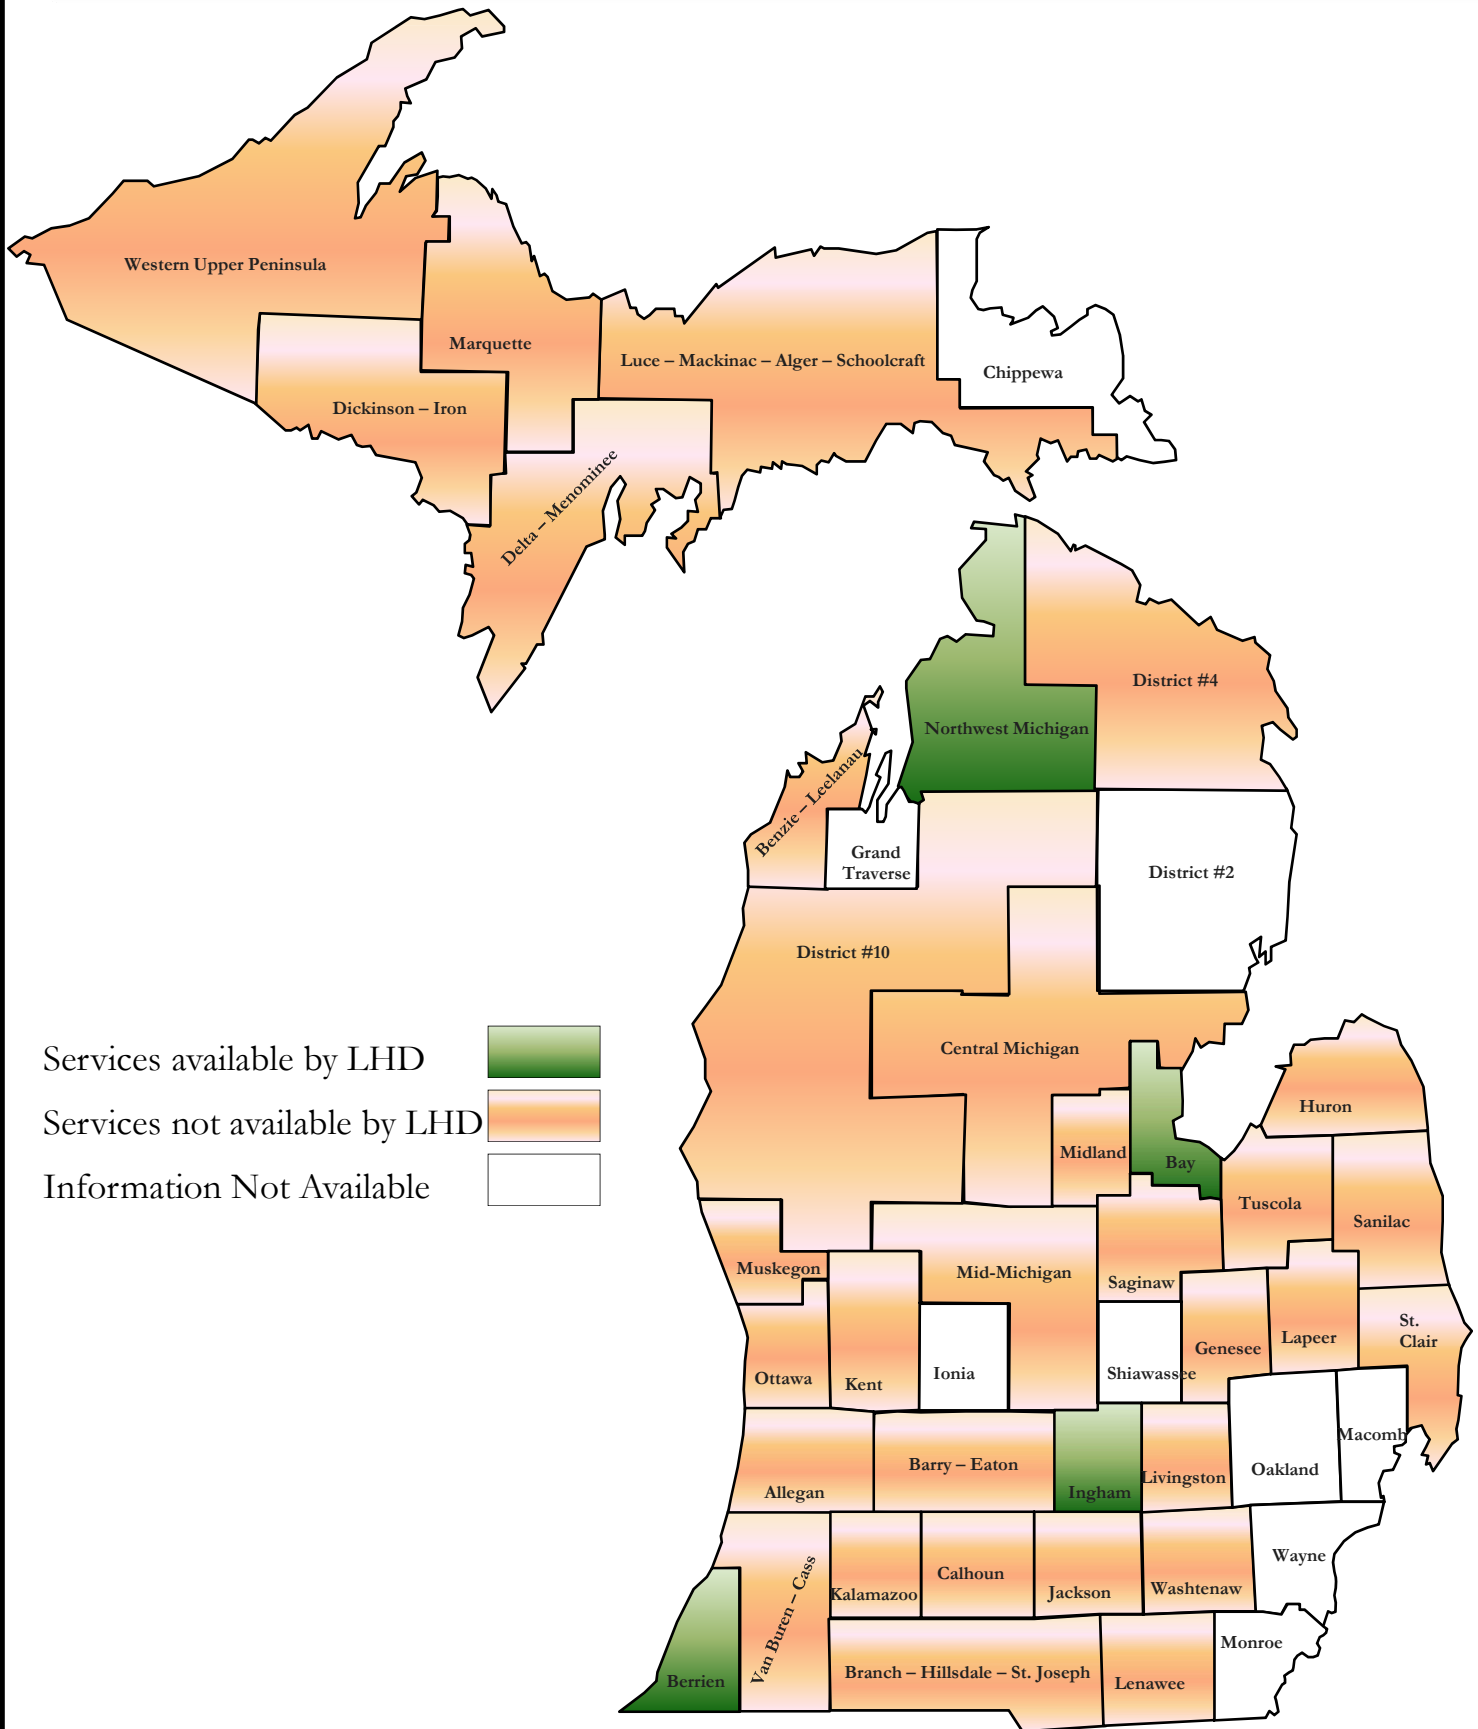 Western Upper Peninsula
Marquette
Luce – Mackinac – Alger – Schoolcraft
Chippewa
Dickinson – Iron
Delta – Menominee
District #4
Northwest Michigan
Benzie – Leelanau
Grand
Traverse
District #2
District #10
Central Michigan
Services available by LHD
Services not available by LHD
Information Not Available
Huron
Midland
Bay
Tuscola
Sanilac
Muskegon
Mid-Michigan
Saginaw
St.
Clair
Lapeer
Genesee
Ottawa
Kent
Ionia
Shiawassee
Macomb
Oakland
Allegan
Barry – Eaton
Ingham
Livingston
Wayne
Van Buren – Cass
Kalamazoo
Calhoun
Jackson
Washtenaw
Monroe
Berrien
Branch – Hillsdale – St. Joseph
Lenawee